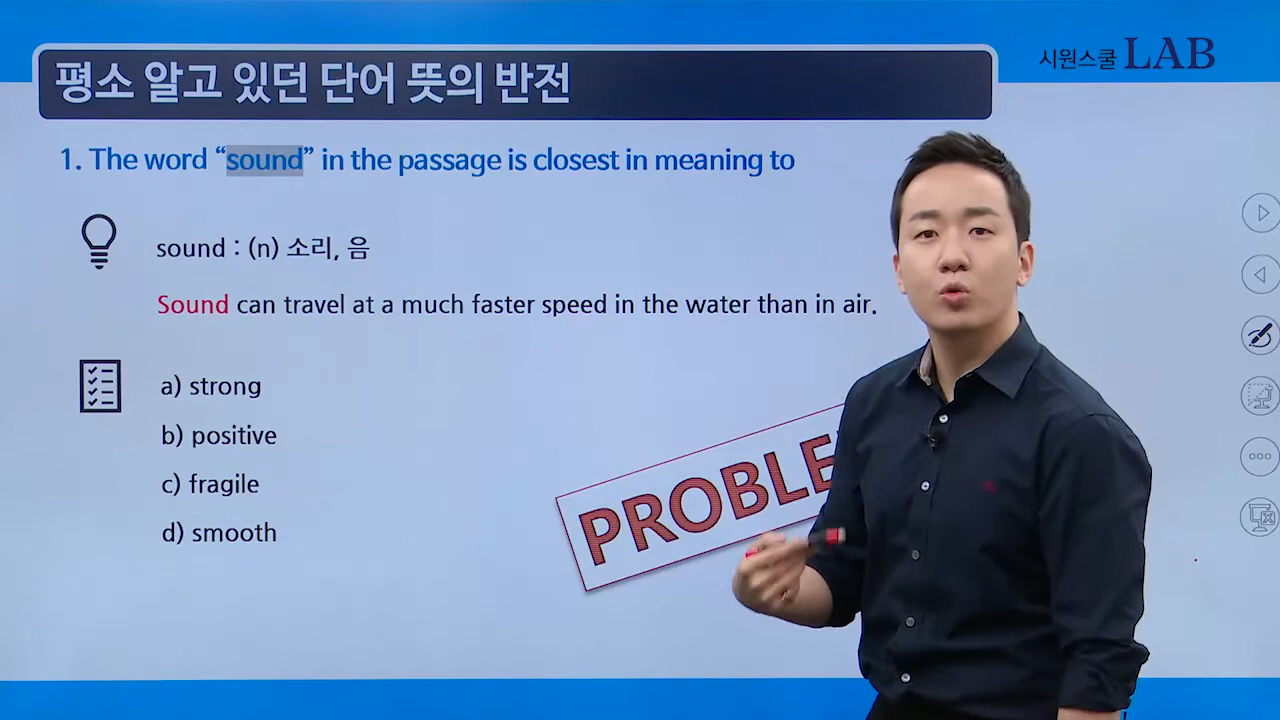 평소 알고 있던 단어 뜻의 반전
시원스쿨 LAB
1. The word “sound” in the passage is closest in meaning to
sound : (n) 소리, 음
Sound can travel at a much faster speed in the water than in air.
a) strong
b) positive
c) fragile
d) smooth
PROBLE